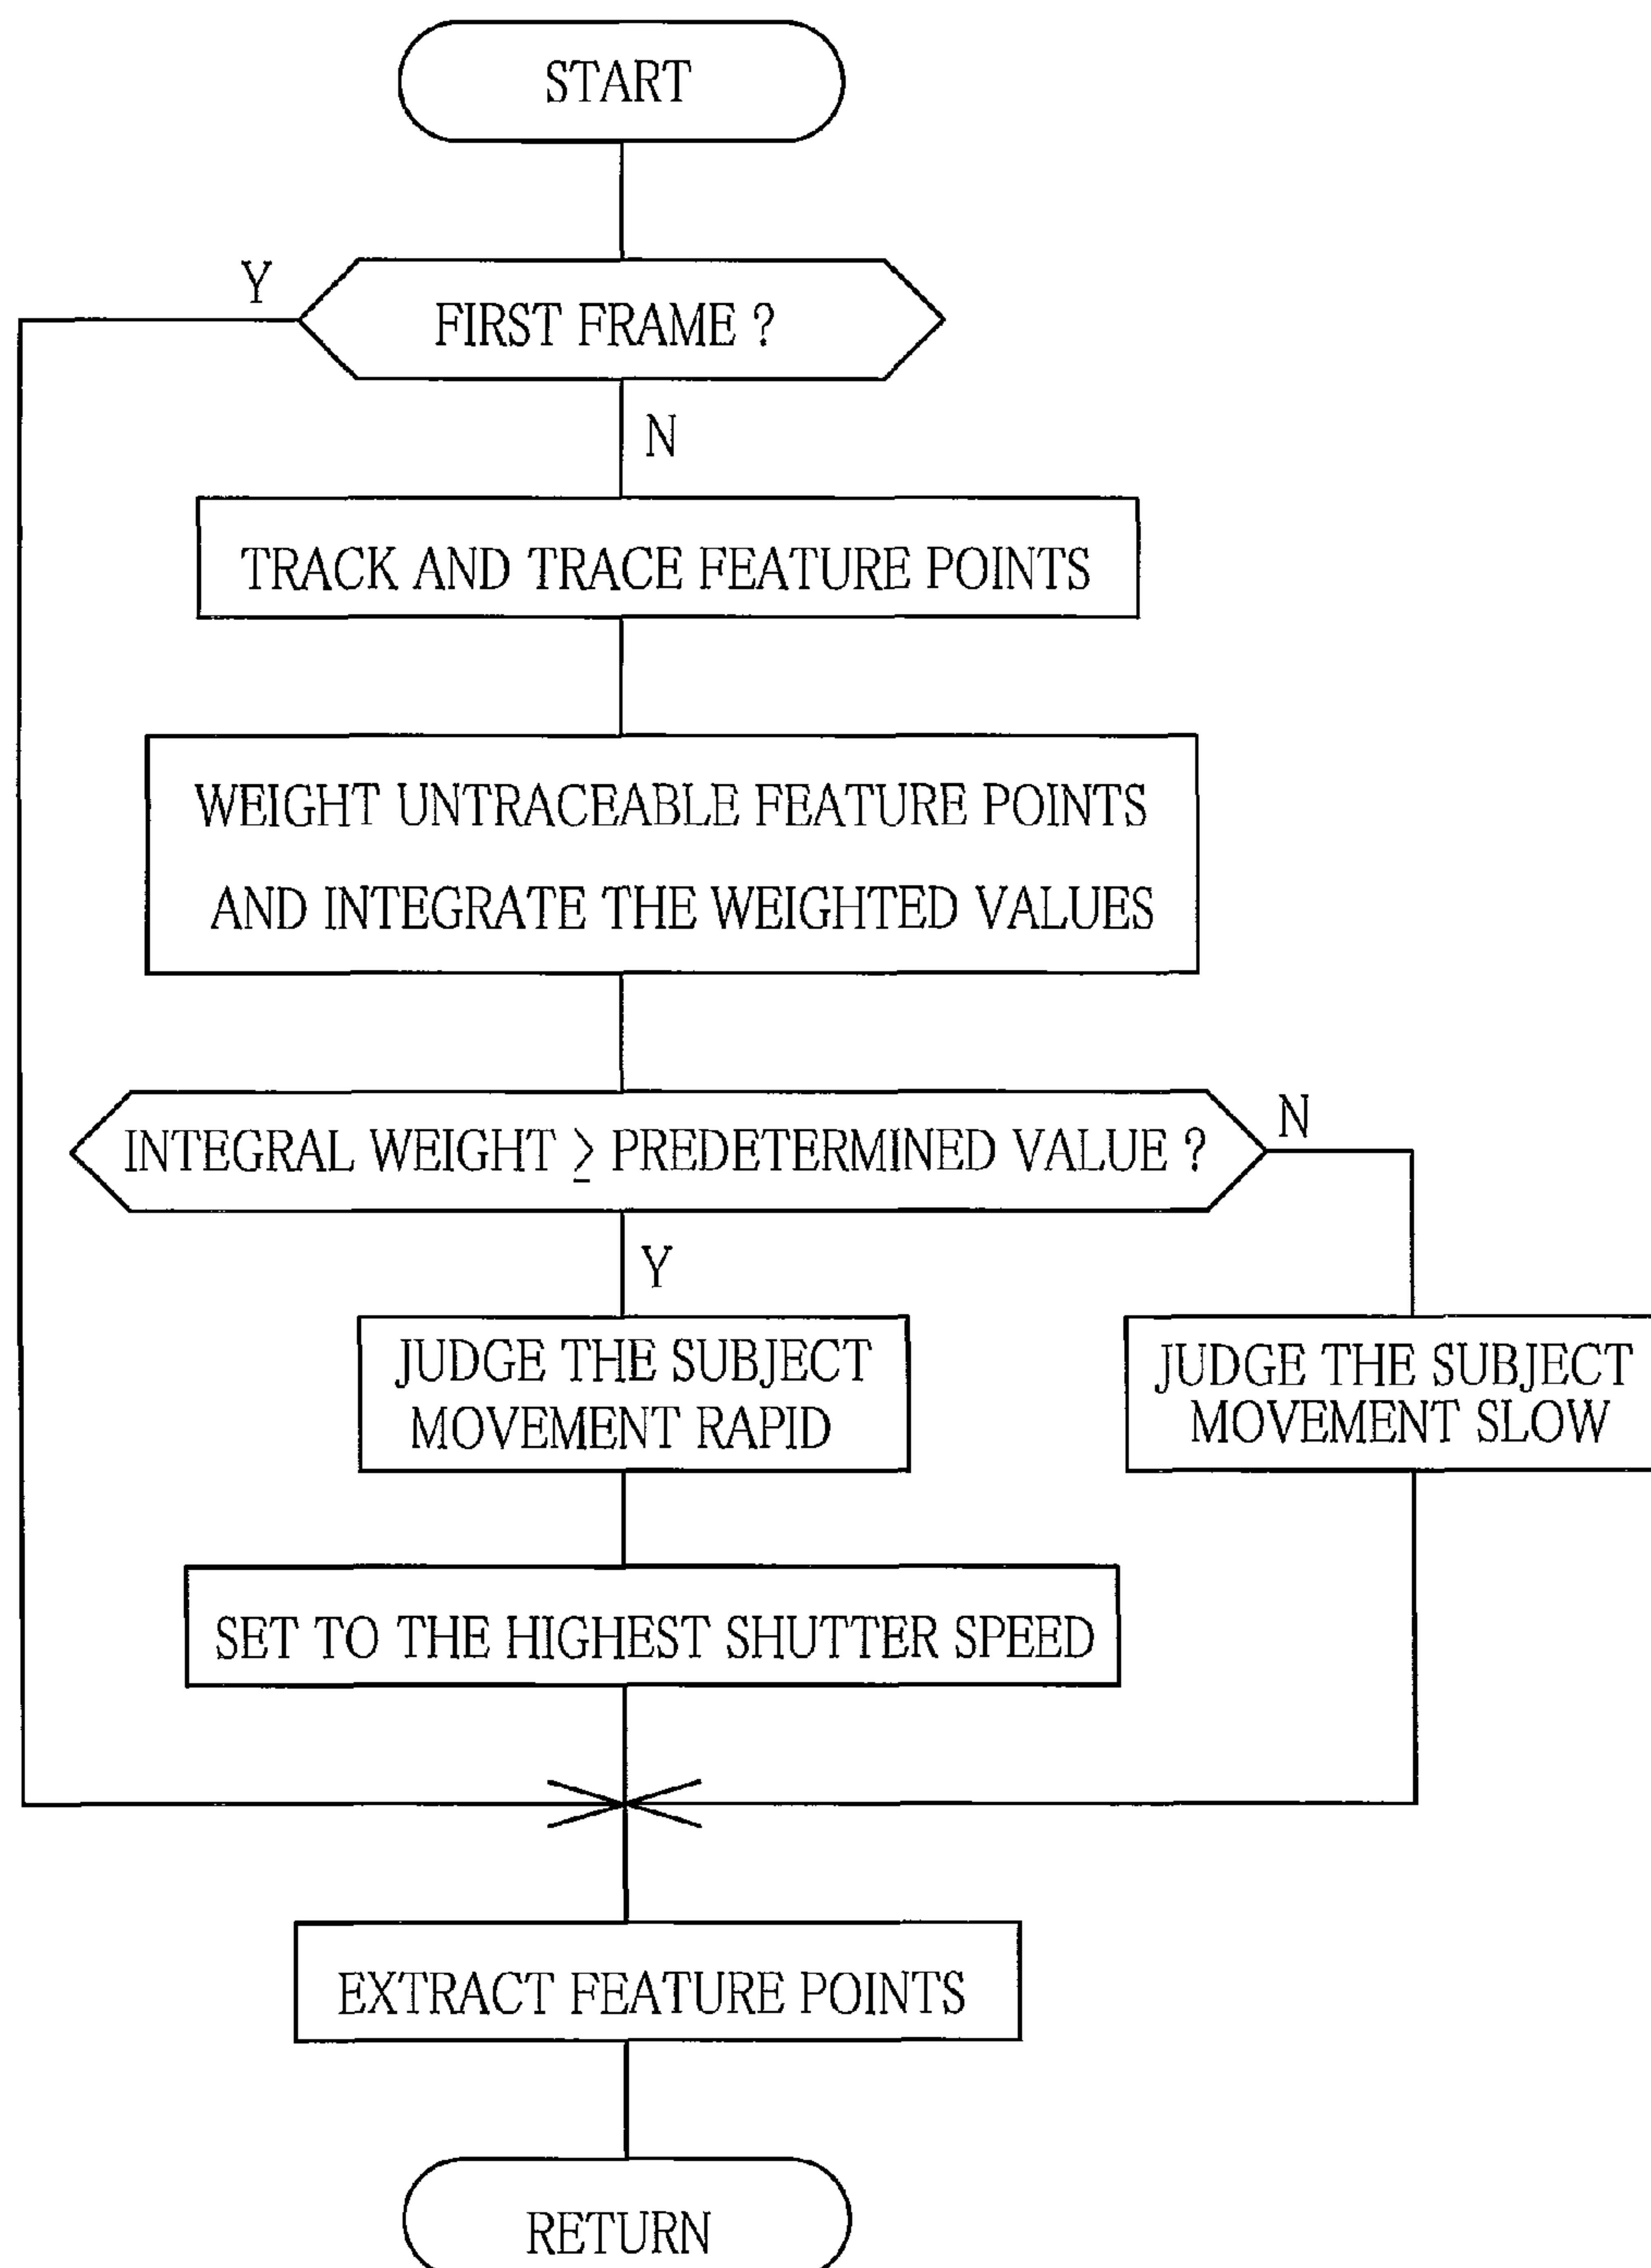 START
Y
FIRST FRAME ?
N
TRACK AND TRACE FEATURE POINTS
WEIGHT UNTRACEABLE FEATURE POINTS
AND INTEGRATE THE WEIGHTED VALUES
INTEGRAL WEIGHT ≥ PREDETERMINED VALUE ?
N
Y
JUDGE THE SUBJECT
MOVEMENT RAPID
JUDGE THE SUBJECT
MOVEMENT SLOW
SET TO THE HIGHEST SHUTTER SPEED
EXTRACT FEATURE POINTS
RETURN